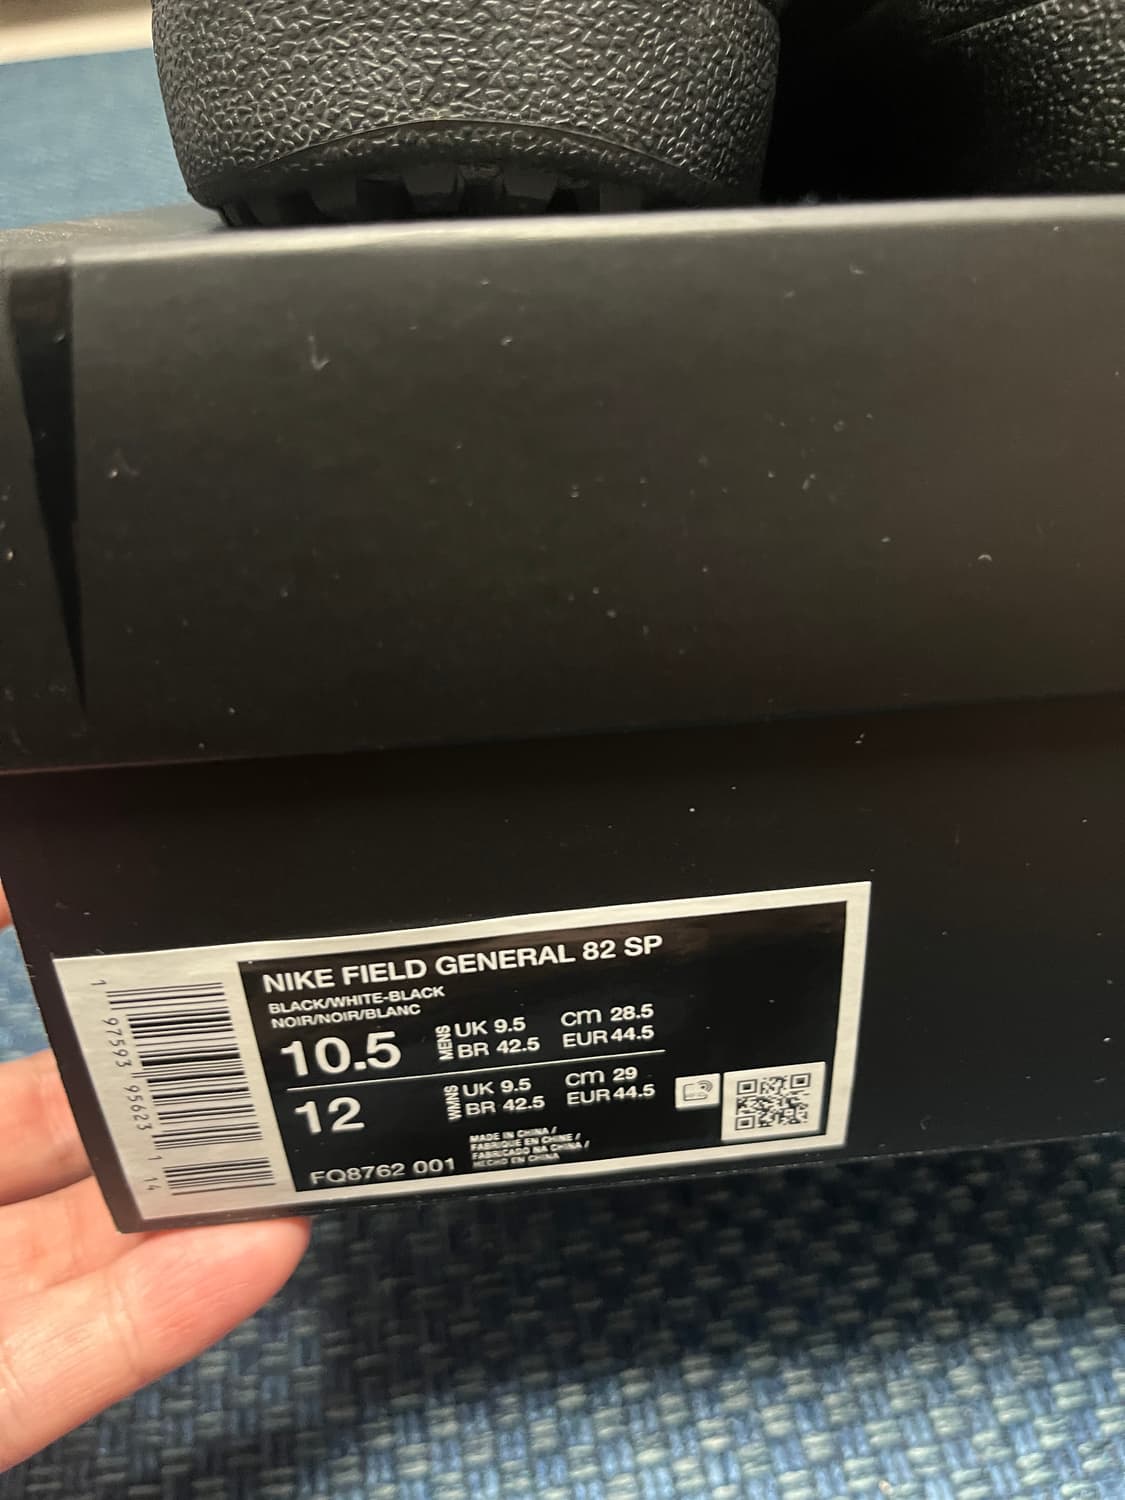 NIKE FIELD GENERAL 82 SP
BLACK/WHITE-BLACK
NOIR/NOIR/BLANC
10.5 MENS UK 9.5 cm 28.5
BR 42.5 EUR 44.5
12 WMNS UK 9.5 cm 29
BR 42.5 EUR 44.5
MADE IN CHINA /
FABRIQUE EN CHINE /
FABRICADO NA CHINA /
HECHO EN CHINA
FQ8762 001
1 97593 95623 1 14